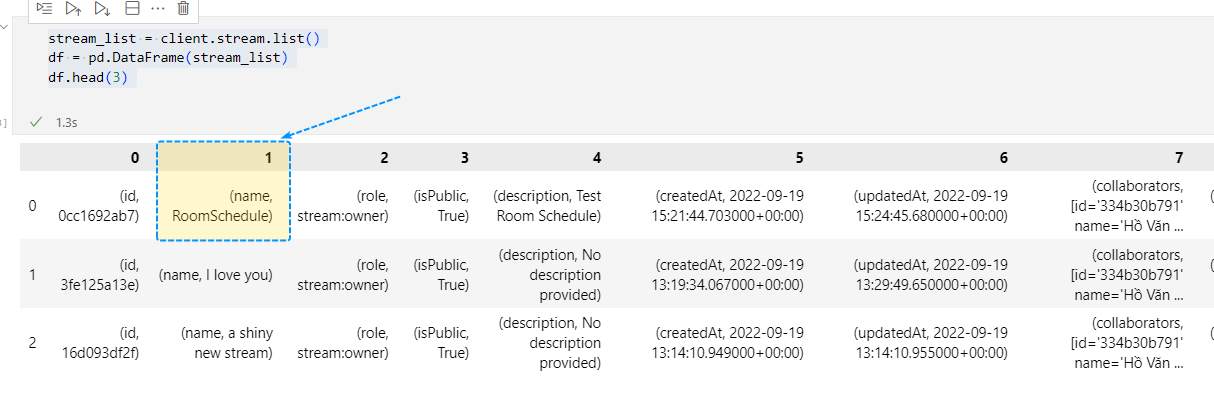 stream_list = client.stream.list()
df = pd.DataFrame(stream_list)
df.head(3)
1.3s
0 1 2 3 4 5 6 7
0 (id, 0cc1692ab7) (name, RoomSchedule) (role, stream:owner) (isPublic, True) (description, Test Room Schedule) (createdAt, 2022-09-19 15:21:44.703000+00:00) (updatedAt, 2022-09-19 15:24:45.680000+00:00) (collaborators, [id='334b30b791' name='Hồ Văn ...
1 (id, 3fe125a13e) (name, I love you) (role, stream:owner) (isPublic, True) (description, No description provided) (createdAt, 2022-09-19 13:19:34.067000+00:00) (updatedAt, 2022-09-19 13:29:49.650000+00:00) (collaborators, [id='334b30b791' name='Hồ Văn ...
2 (id, 16d093df2f) (name, a shiny new stream) (role, stream:owner) (isPublic, True) (description, No description provided) (createdAt, 2022-09-19 13:14:10.949000+00:00) (updatedAt, 2022-09-19 13:14:10.955000+00:00) (collaborators, [id='334b30b791' name='Hồ Văn ...